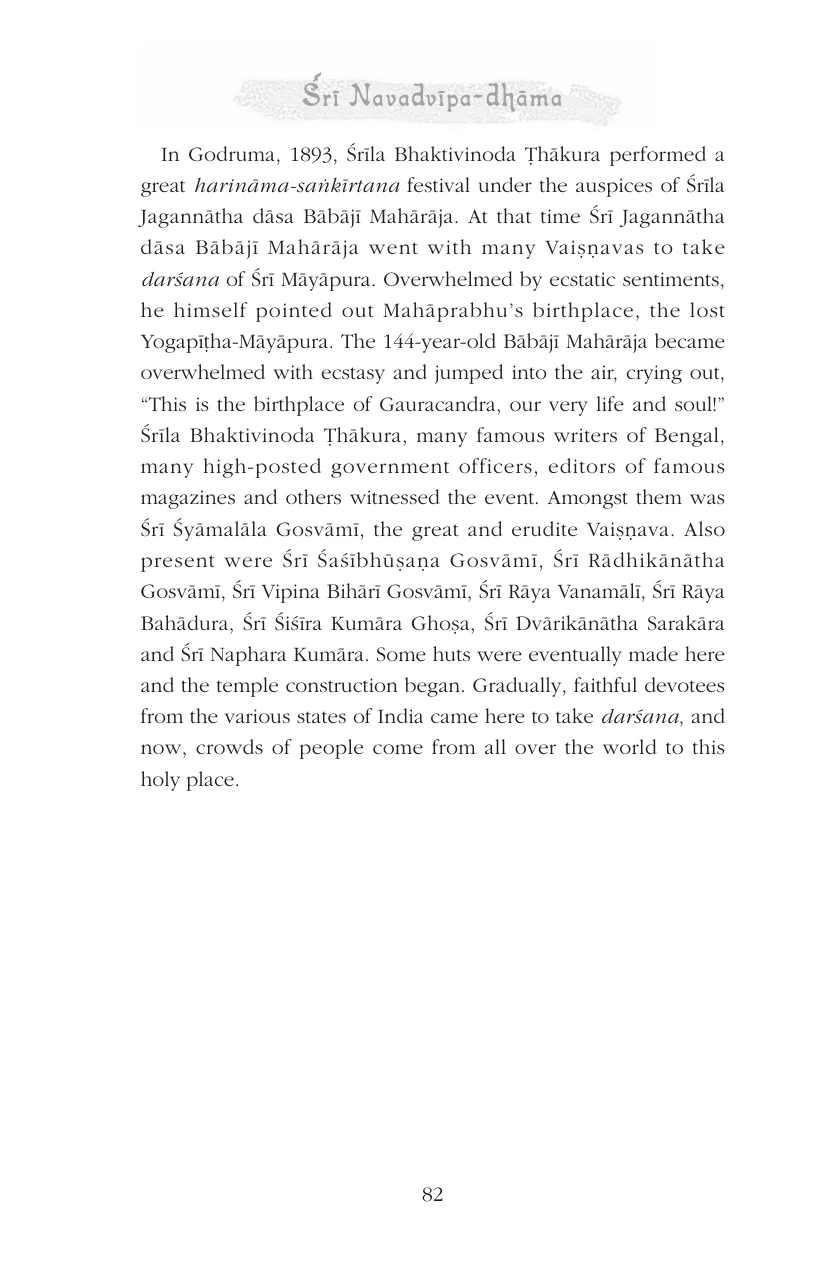 Śrī Navadvīpa-dhāma
In Godruma, 1893, Śrīla Bhaktivinoda Ṭhākura performed a
great harināma-saṅkīrtana festival under the auspices of Śrīla
Jagannātha dāsa Bābājī Mahārāja. At that time Śrī Jagannātha
dāsa Bābājī Mahārāja went with many Vaiṣṇavas to take
darśana of Śrī Māyāpura. Overwhelmed by ecstatic sentiments,
he himself pointed out Mahāprabhu’s birthplace, the lost
Yogapīṭha-Māyāpura. The 144-year-old Bābājī Mahārāja became
overwhelmed with ecstasy and jumped into the air, crying out,
“This is the birthplace of Gauracandra, our very life and soul!”
Śrīla Bhaktivinoda Ṭhākura, many famous writers of Bengal,
many high-posted government officers, editors of famous
magazines and others witnessed the event. Amongst them was
Śrī Śyāmalāla Gosvāmī, the great and erudite Vaiṣṇava. Also
present were Śrī Śaśībhūṣaṇa Gosvāmī, Śrī Rādhikānātha
Gosvāmī, Śrī Vipina Bihārī Gosvāmī, Śrī Rāya Vanamālī, Śrī Rāya
Bahādura, Śrī Śiśīra Kumāra Ghoṣa, Śrī Dvārikānātha Sarakāra
and Śrī Naphara Kumāra. Some huts were eventually made here
and the temple construction began. Gradually, faithful devotees
from the various states of India came here to take darśana, and
now, crowds of people come from all over the world to this
holy place.
82